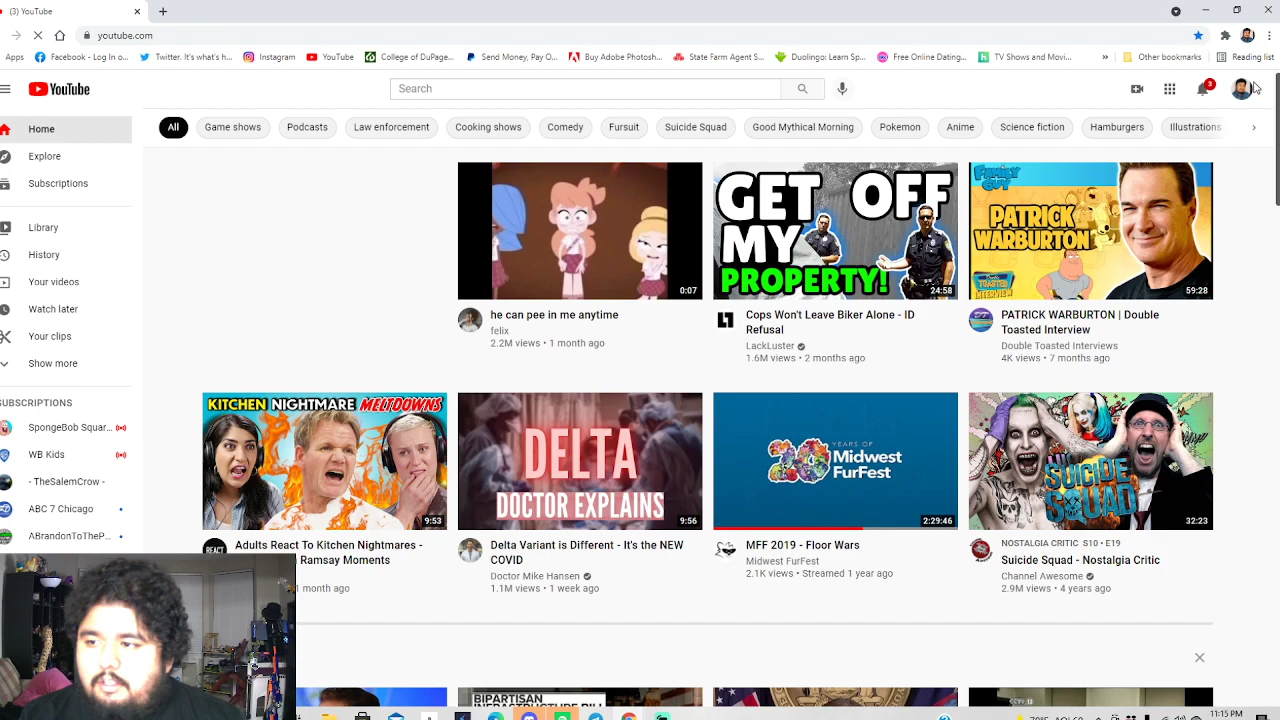 (3) YouTube
youtube.com
Apps
Facebook - Log In o...
Twitter. It's what's h...
Instagram
YouTube
College of DuPage...
Send Money, Pay O...
Buy Adobe Photosh...
State Farm Agent S...
Duolingo: Learn Sp...
Free Online Dating...
TV Shows and Movi...
»
Other bookmarks
Reading list
YouTube
Search
3
All
Game shows
Podcasts
Law enforcement
Cooking shows
Comedy
Fursuit
Suicide Squad
Good Mythical Morning
Pokemon
Anime
Science fiction
Hamburgers
Illustrations
Home
Explore
Subscriptions
Library
History
Your videos
Watch later
Your clips
Show more
SUBSCRIPTIONS
SpongeBob Squar...
WB Kids
- TheSalemCrow -
ABC 7 Chicago
ABrandonToTheP...
0:07
he can pee in me anytime
felix
2.2M views • 1 month ago
GET OFF
MY
PROPERTY!
24:58
Cops Won't Leave Biker Alone - ID
Refusal
LackLuster
1.6M views • 2 months ago
FAMILY
GUY
PATRICK
WARBURTON
TOASTED
INTERVIEW
59:28
PATRICK WARBURTON | Double
Toasted Interview
Double Toasted Interviews
4K views • 7 months ago
KITCHEN NIGHTMARE MELTDOWNS
9:53
REACT
Adults React To Kitchen Nightmares -
Ramsay Moments
1 month ago
DELTA
DOCTOR EXPLAINS
9:56
Delta Variant is Different - It's the NEW
COVID
Doctor Mike Hansen
1.1M views • 1 week ago
YEARS OF
20 Midwest
FurFest
2:29:46
MFF 2019 - Floor Wars
Midwest FurFest
2.1K views • Streamed 1 year ago
SUICIDE
SQUAD
32:23
NOSTALGIA CRITIC S10 • E19
Suicide Squad - Nostalgia Critic
Channel Awesome
2.9M views • 4 years ago
BIPARTISAN
INFRASTRUCTURE BILL
11:15 PM